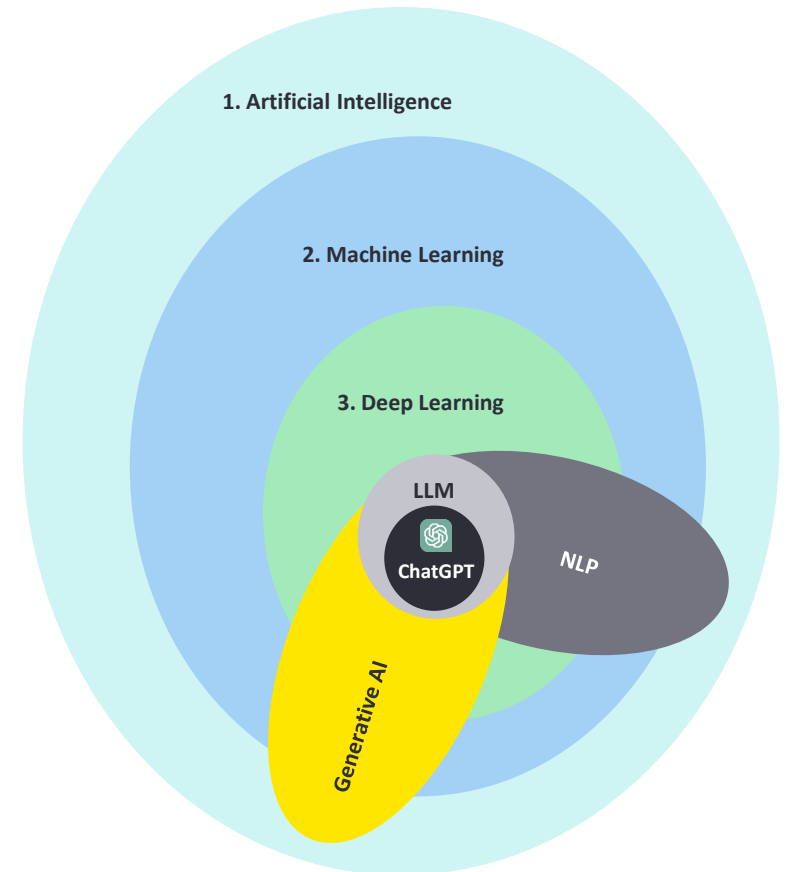 1. Artificial Intelligence
2. Machine Learning
3. Deep Learning
LLM
ChatGPT
NLP
Generative AI